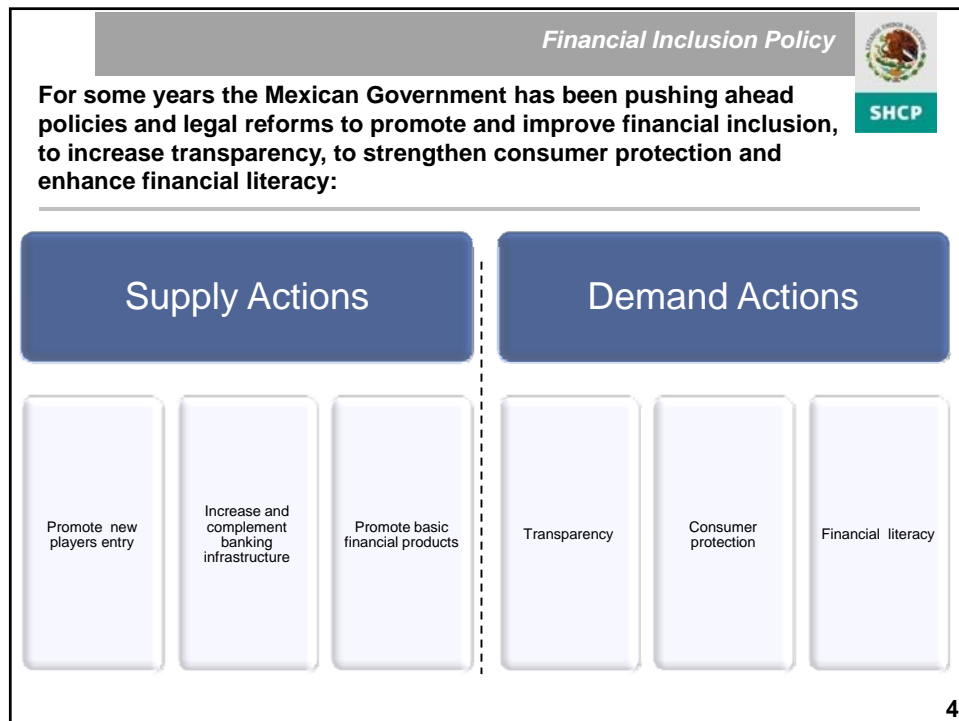 Financial Inclusion Policy
SHCP
For some years the Mexican Government has been pushing ahead
policies and legal reforms to promote and improve financial inclusion,
to increase transparency, to strengthen consumer protection and
enhance financial literacy:
Supply Actions
Demand Actions
Promote new
players entry
Increase and
complement
banking
infrastructure
Promote basic
financial products
Transparency
Consumer
protection
Financial literacy
4